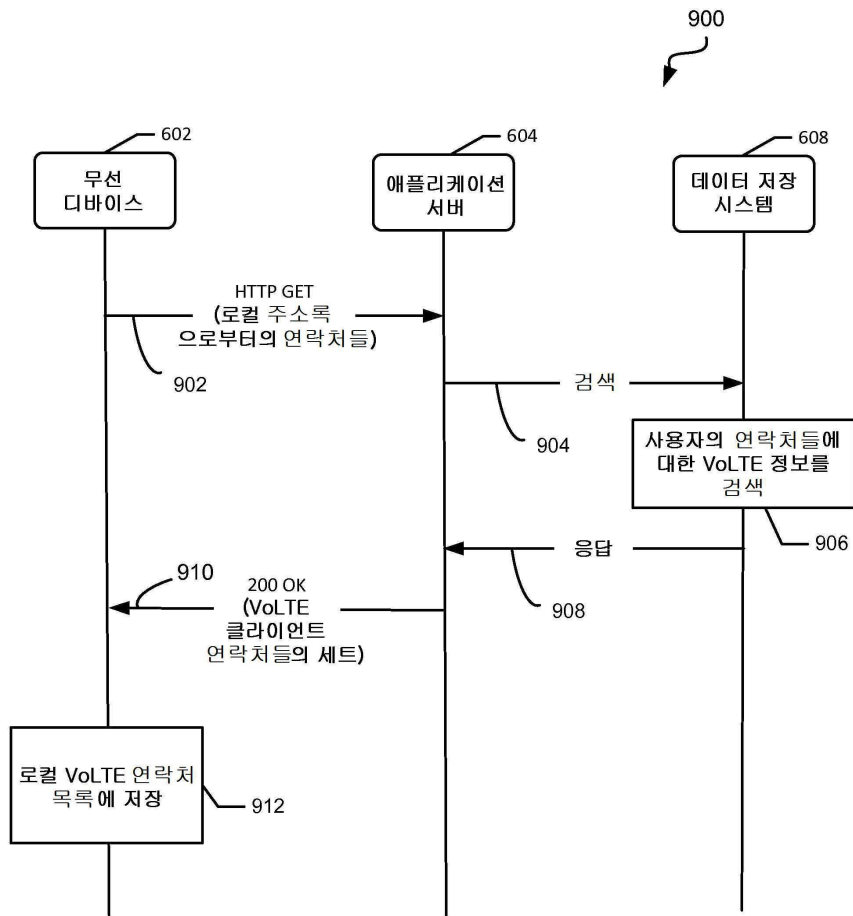 900
602
604
608
무선
디바이스
애플리케이션
서버
데이터 저장
시스템
HTTP GET
(로컬 주소록
으로부터의 연락처들)
902
검색
904
사용자의 연락처들에
대한 VoLTE 정보를
검색
906
응답
908
910
200 OK
(VoLTE
클라이언트
연락처들의 세트)
로컬 VoLTE 연락처
목록에 저장
912